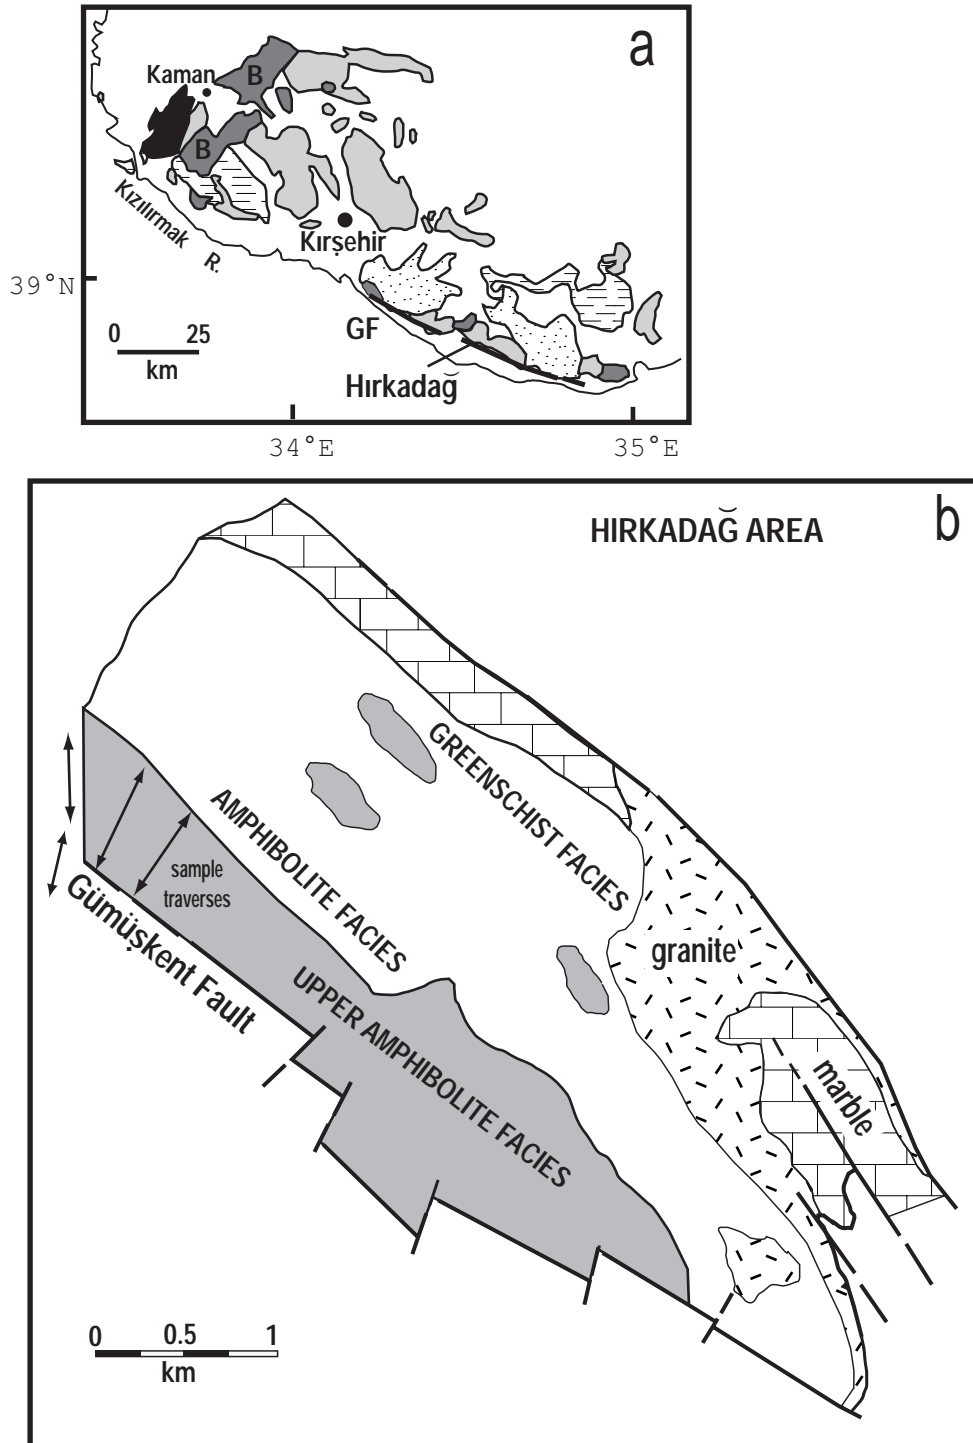 a
Kaman
B
B
Kızılırmak R.
Kırşehir
39°N
GF
0 25
km
Hırkadağ
34°E 35°E
b
HIRKADAĞ AREA
GREENSCHIST FACIES
AMPHIBOLITE FACIES
sample
traverses
granite
Gümüşkent Fault
UPPER AMPHIBOLITE FACIES
marble
0 0.5 1
km